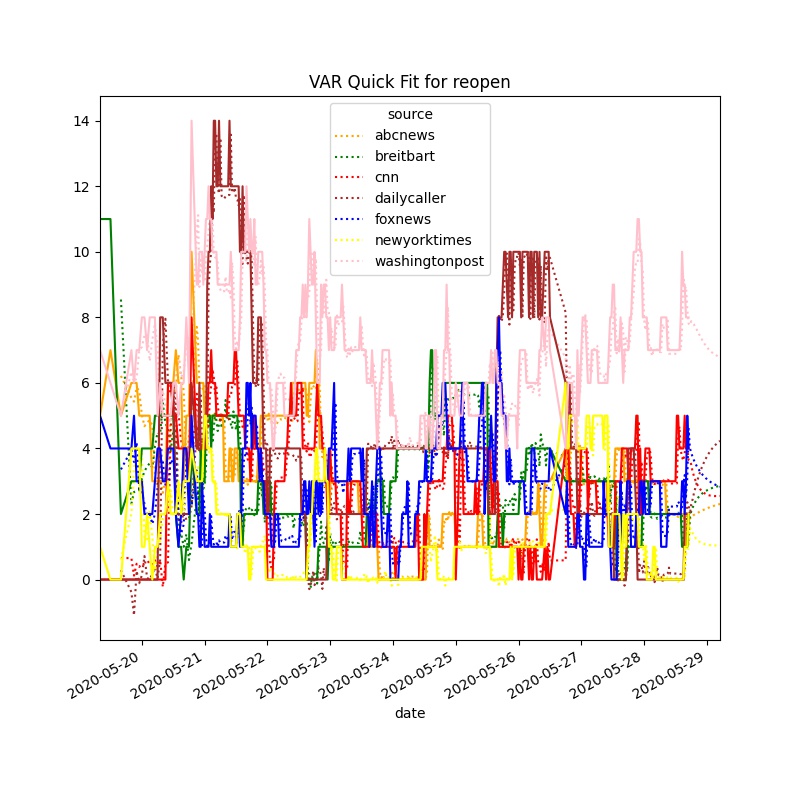 VAR Quick Fit for reopen
source
abcnews
breitbart
cnn
dailycaller
foxnews
newyorktimes
washingtonpost
14
12
10
8
6
4
2
0
2020-05-20
2020-05-21
2020-05-22
2020-05-23
2020-05-24
2020-05-25
2020-05-26
2020-05-27
2020-05-28
2020-05-29
date